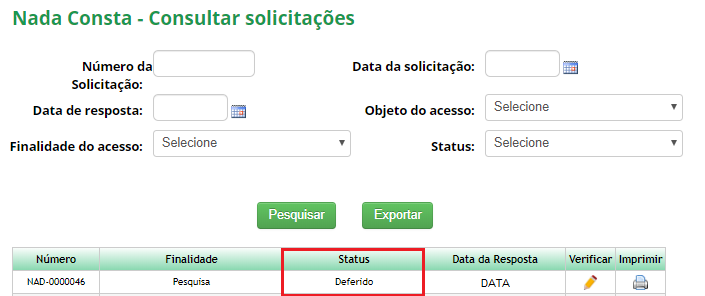 Nada Consta - Consultar solicitações
Número da Solicitação:
Data da solicitação:
Data de resposta:
Objeto do acesso: Selecione
Finalidade do acesso: Selecione
Status: Selecione
Pesquisar Exportar
Número Finalidade Status Data da Resposta Verificar Imprimir
NAD-0000046 Pesquisa Deferido DATA